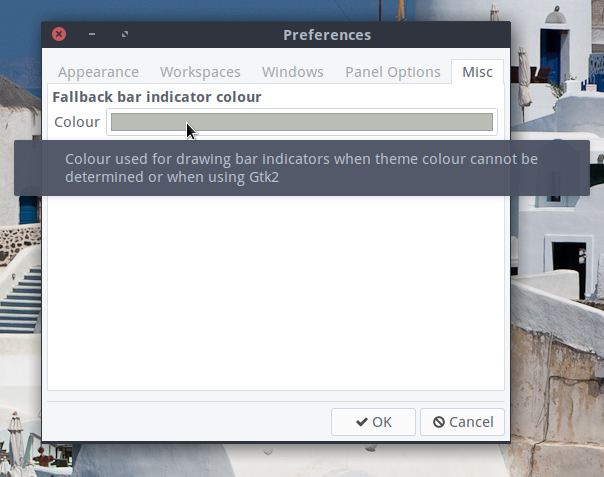 Preferences
Appearance Workspaces Windows Panel Options Misc
Fallback bar indicator colour
Colour
Colour used for drawing bar indicators when theme colour cannot be
determined or when using Gtk2
OK Cancel